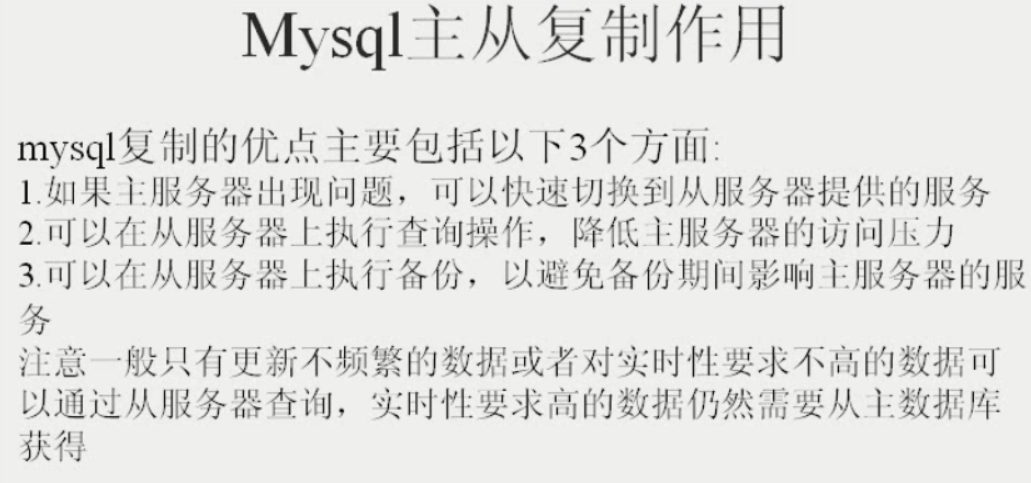 Mysql主从复制作用
mysql复制的优点主要包括以下3个方面:
1.如果主服务器出现问题，可以快速切换到从服务器提供的服务
2.可以在从服务器上执行查询操作，降低主服务器的访问压力
3.可以在从服务器上执行备份，以避免备份期间影响主服务器的服
务
注意一般只有更新不频繁的数据或者对实时性要求不高的数据可
以通过从服务器查询，实时性要求高的数据仍然需要从主数据库
获得